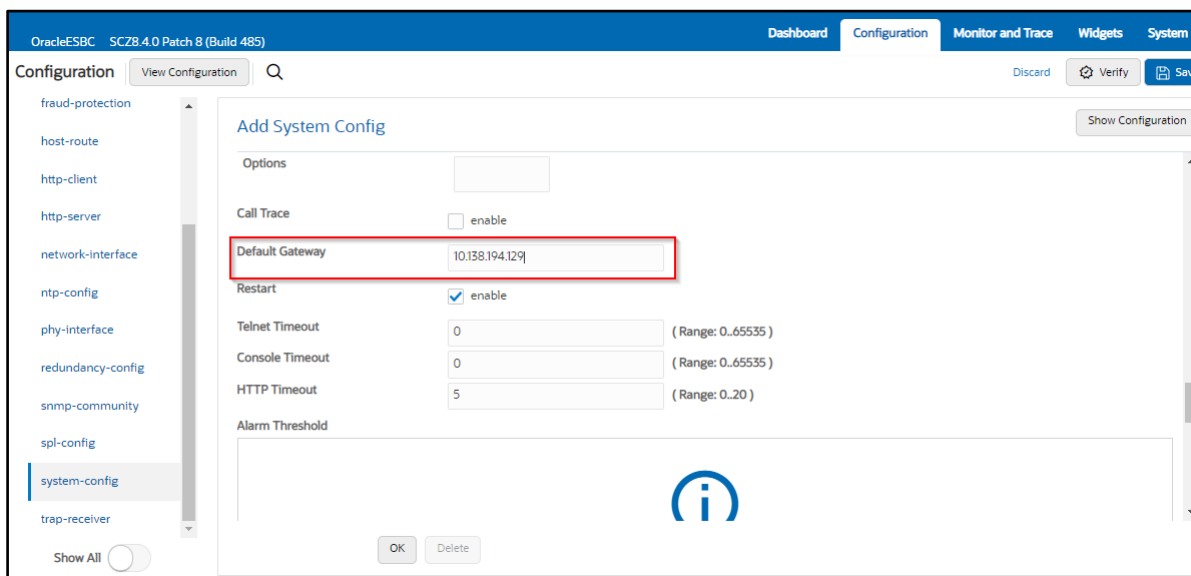 OracleESBC SCZ8.4.0 Patch 8 (Build 485)
Dashboard Configuration Monitor and Trace Widgets System
Configuration View Configuration Discard Verify Sav
fraud-protection
host-route
http-client
http-server
network-interface
ntp-config
phy-interface
redundancy-config
snmp-community
spl-config
system-config
trap-receiver
Show All
Add System Config Show Configuration
Options
Call Trace enable
Default Gateway 10.138.194.129
Restart enable
Telnet Timeout 0 ( Range: 0..65535 )
Console Timeout 0 ( Range: 0..65535 )
HTTP Timeout 5 ( Range: 0..20 )
Alarm Threshold
OK Delete